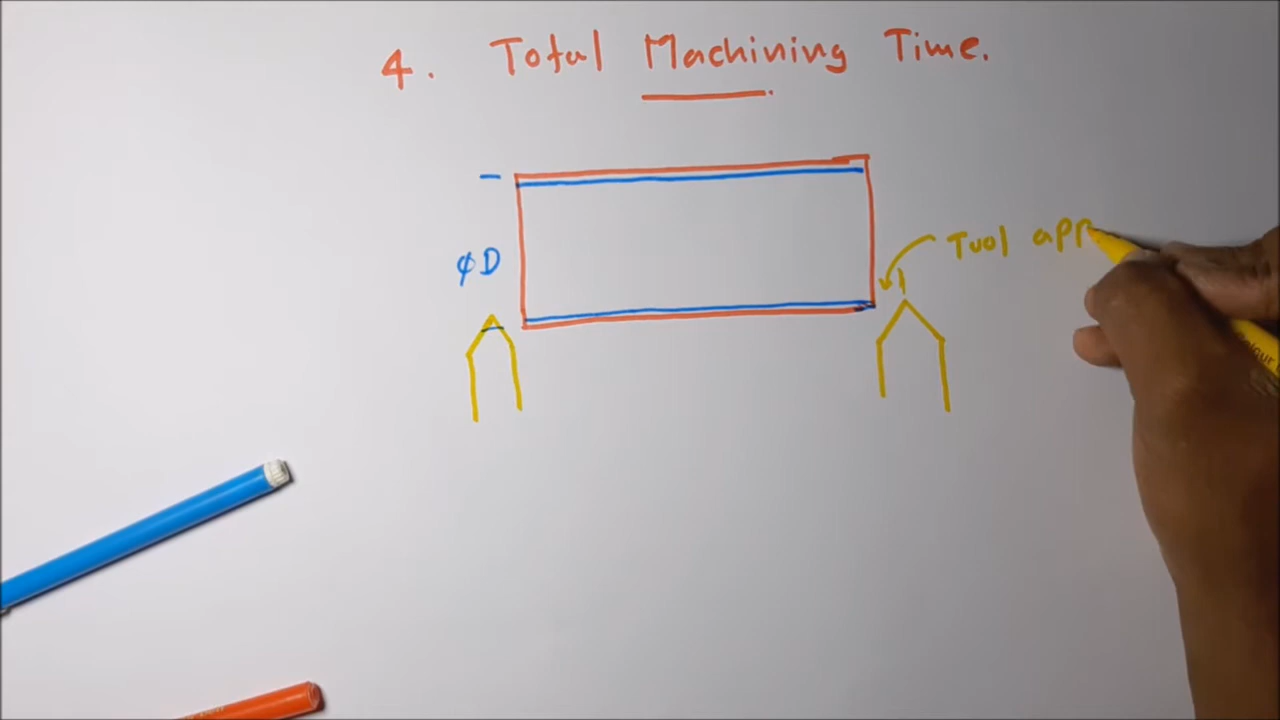 4. Total Machining Time.
φD
Tool app